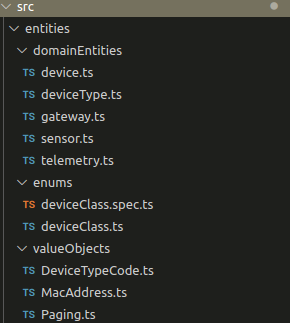 src
entities
domainEntities
TS device.ts
TS deviceType.ts
TS gateway.ts
TS sensor.ts
TS telemetry.ts
enums
TS deviceClass.spec.ts
TS deviceClass.ts
valueObjects
TS DeviceTypeCode.ts
TS MacAddress.ts
TS Paging.ts